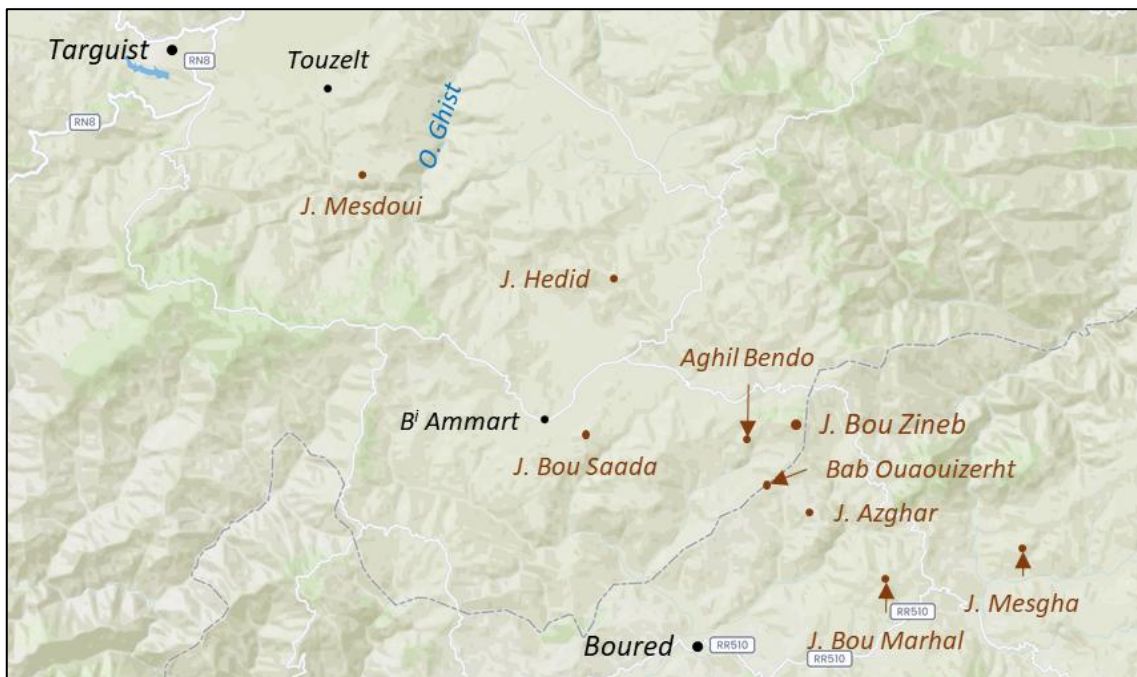 Targuist
RN8
Touzelt
RN8
O. Ghist
J. Mesdoui
J. Hedid
Aghil Bendo
Bⁱ Ammart
J. Bou Zineb
J. Bou Saada
Bab Ouaouizerht
J. Azghar
J. Mesgha
RR510
J. Bou Marhal
Boured
RR510
RR510